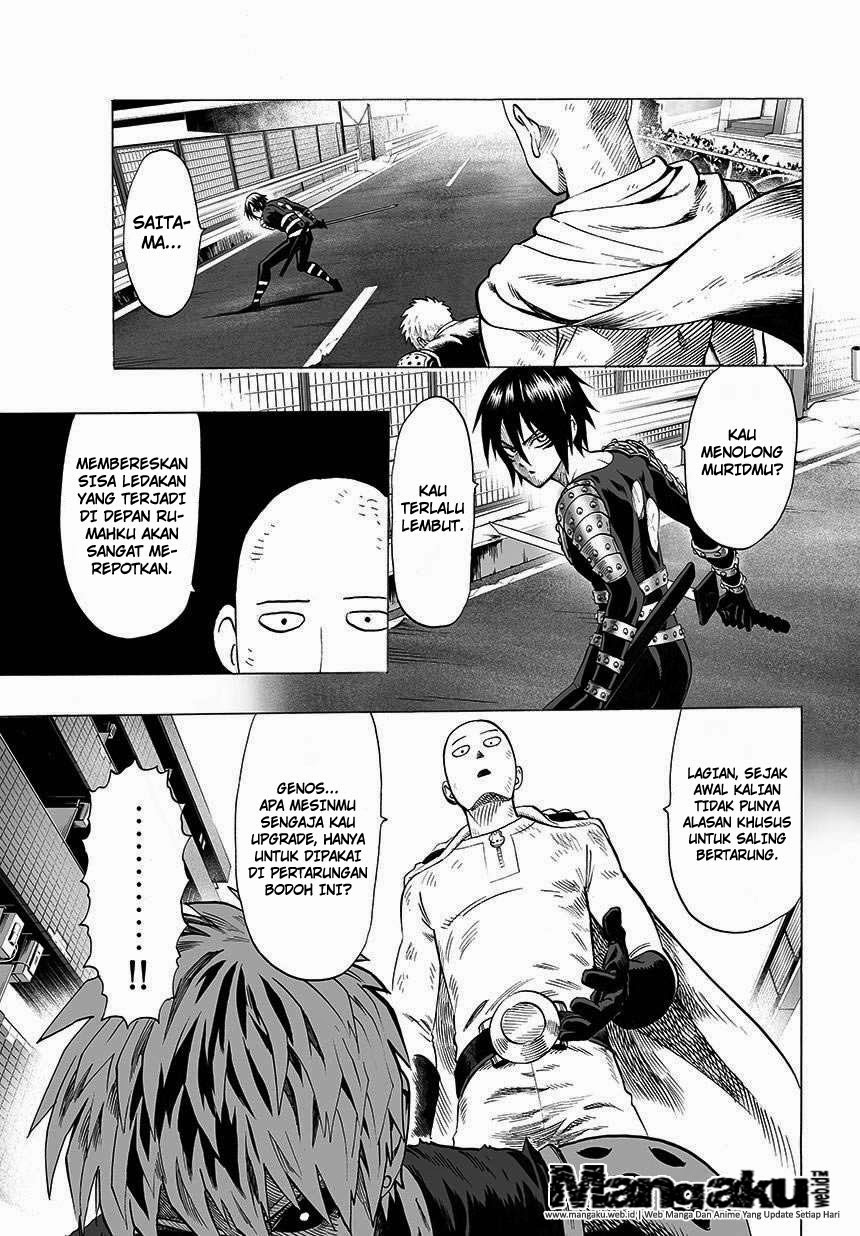 SAITA-
MA...
KAU
MENOLONG
MURIDMU?
KAU
TERLALU
LEMBUT.
MEMBERESKAN
SISA LEDAKAN
YANG TERJADI
DI DEPAN RU-
MAHKU AKAN
SANGAT ME-
REPOTKAN.
LAGIAN, SEJAK
AWAL KALIAN
TIDAK PUNYA
ALASAN KHUSUS
UNTUK SALING
BERTARUNG.
GENOS...
APA MESINMU
SENGAJA KAU
UPGRADE, HANYA
UNTUK DIPAKAI
DI PERTARUNGAN
BODOH INI?
.........!!
Mangaku web.id™
www.mangaku.web.id | Web Manga Dan Anime Yang Update Setiap Hari